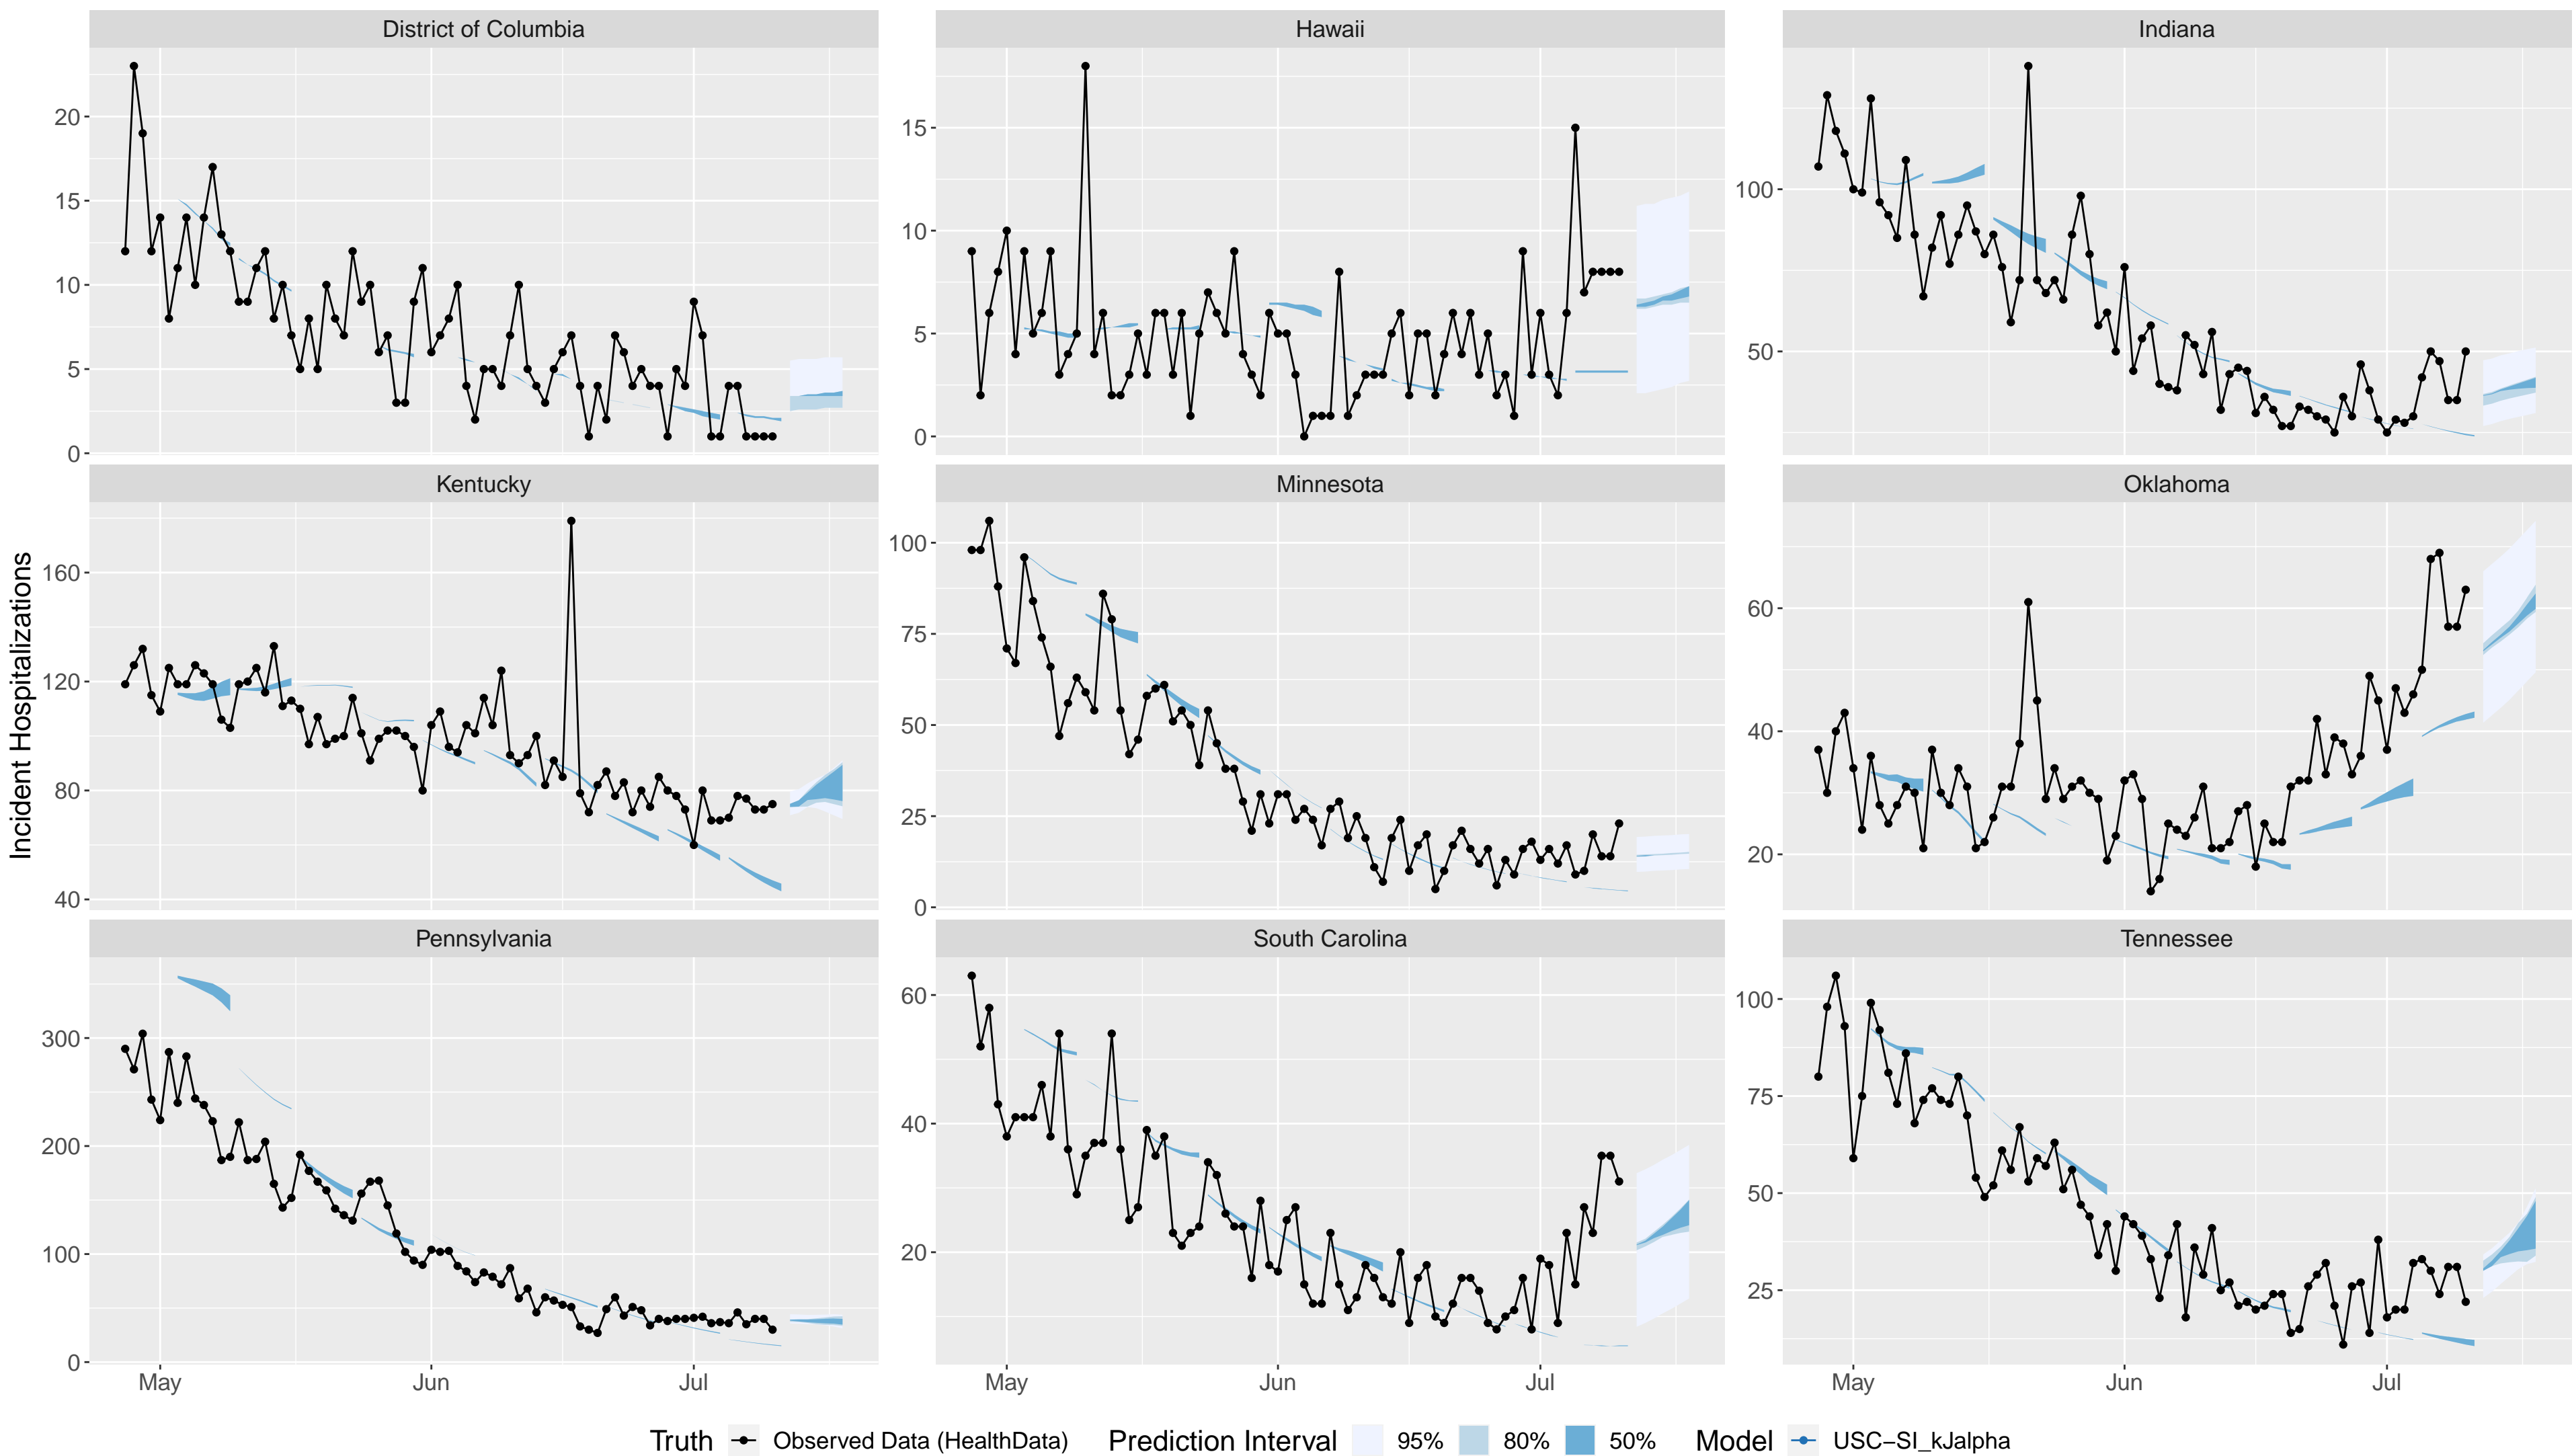 District of Columbia
Hawaii
Indiana
20
15
10
5
0
15
10
5
0
100
50
Kentucky
Minnesota
Oklahoma
Incident Hospitalizations
160
120
80
40
100
75
50
25
0
60
40
20
Pennsylvania
South Carolina
Tennessee
300
200
100
0
60
40
20
100
75
50
25
May Jun Jul
May Jun Jul
May Jun Jul
Truth Observed Data (HealthData) Prediction Interval 95% 80% 50% Model USC−SI_kJalpha